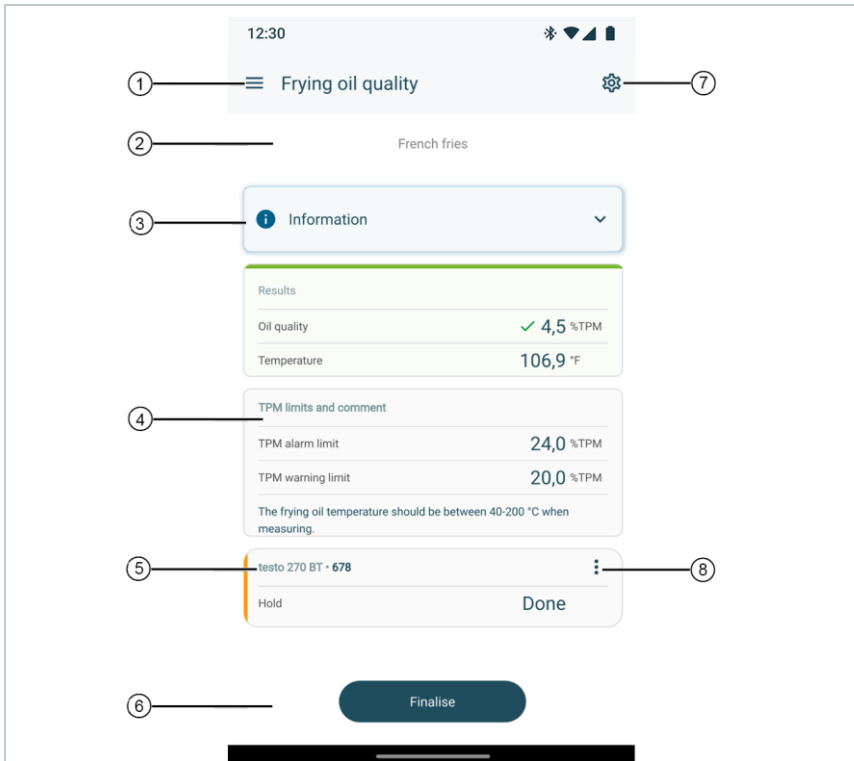 12:30
1 Frying oil quality 7
2 French fries
3 Information
Results
Oil quality 4,5 %TPM
Temperature 106,9 °F
4 TPM limits and comment
TPM alarm limit 24,0 %TPM
TPM warning limit 20,0 %TPM
The frying oil temperature should be between 40-200 °C when
measuring.
5 testo 270 BT • 678 8
Hold Done
6 Finalise